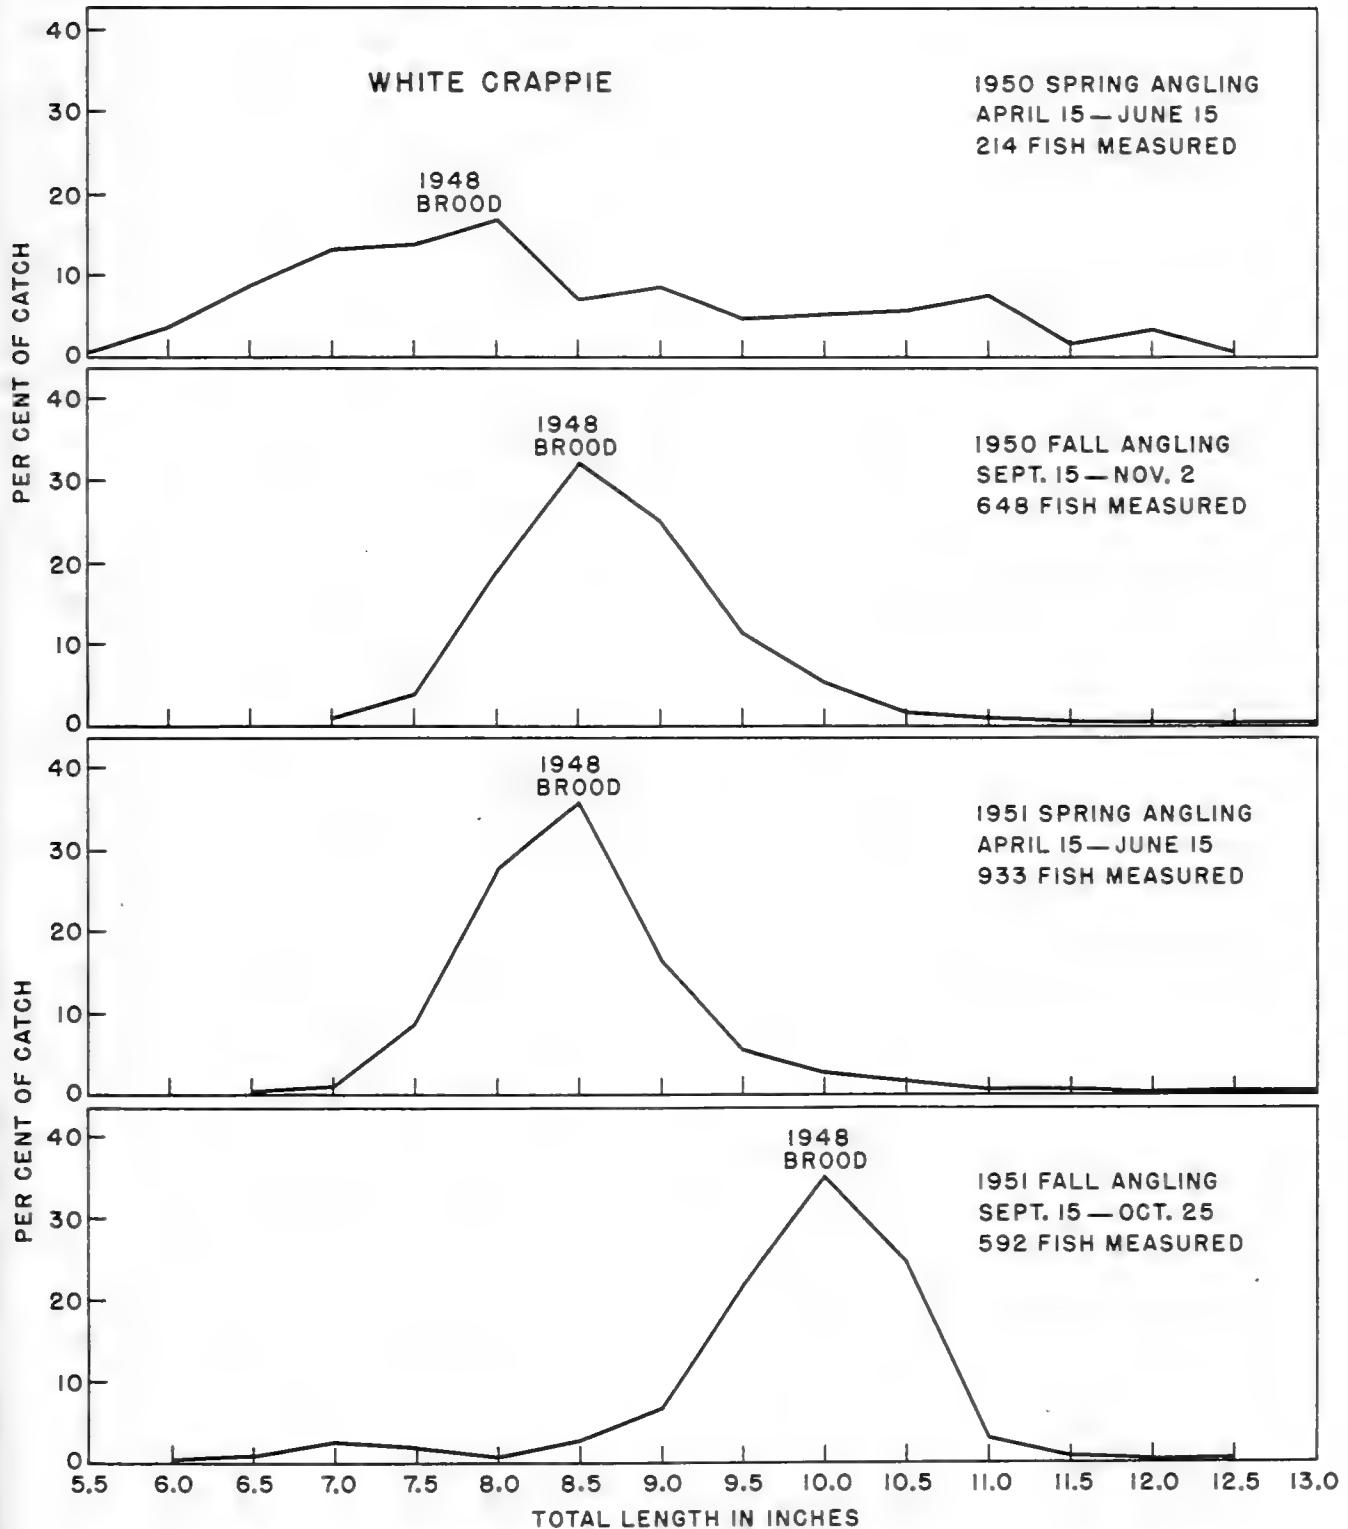 WHITE CRAPPIE
1950 SPRING ANGLING
APRIL 15—JUNE 15
214 FISH MEASURED
1948
BROOD
40
30
20
10
0
PER CENT OF CATCH
1948
BROOD
1950 FALL ANGLING
SEPT. 15—NOV. 2
648 FISH MEASURED
40
30
20
10
0
1948
BROOD
1951 SPRING ANGLING
APRIL 15—JUNE 15
933 FISH MEASURED
40
30
20
10
0
PER CENT OF CATCH
1948
BROOD
1951 FALL ANGLING
SEPT. 15—OCT. 25
592 FISH MEASURED
40
30
20
10
0
5.5 6.0 6.5 7.0 7.5 8.0 8.5 9.0 9.5 10.0 10.5 11.0 11.5 12.0 12.5 13.0
TOTAL LENGTH IN INCHES